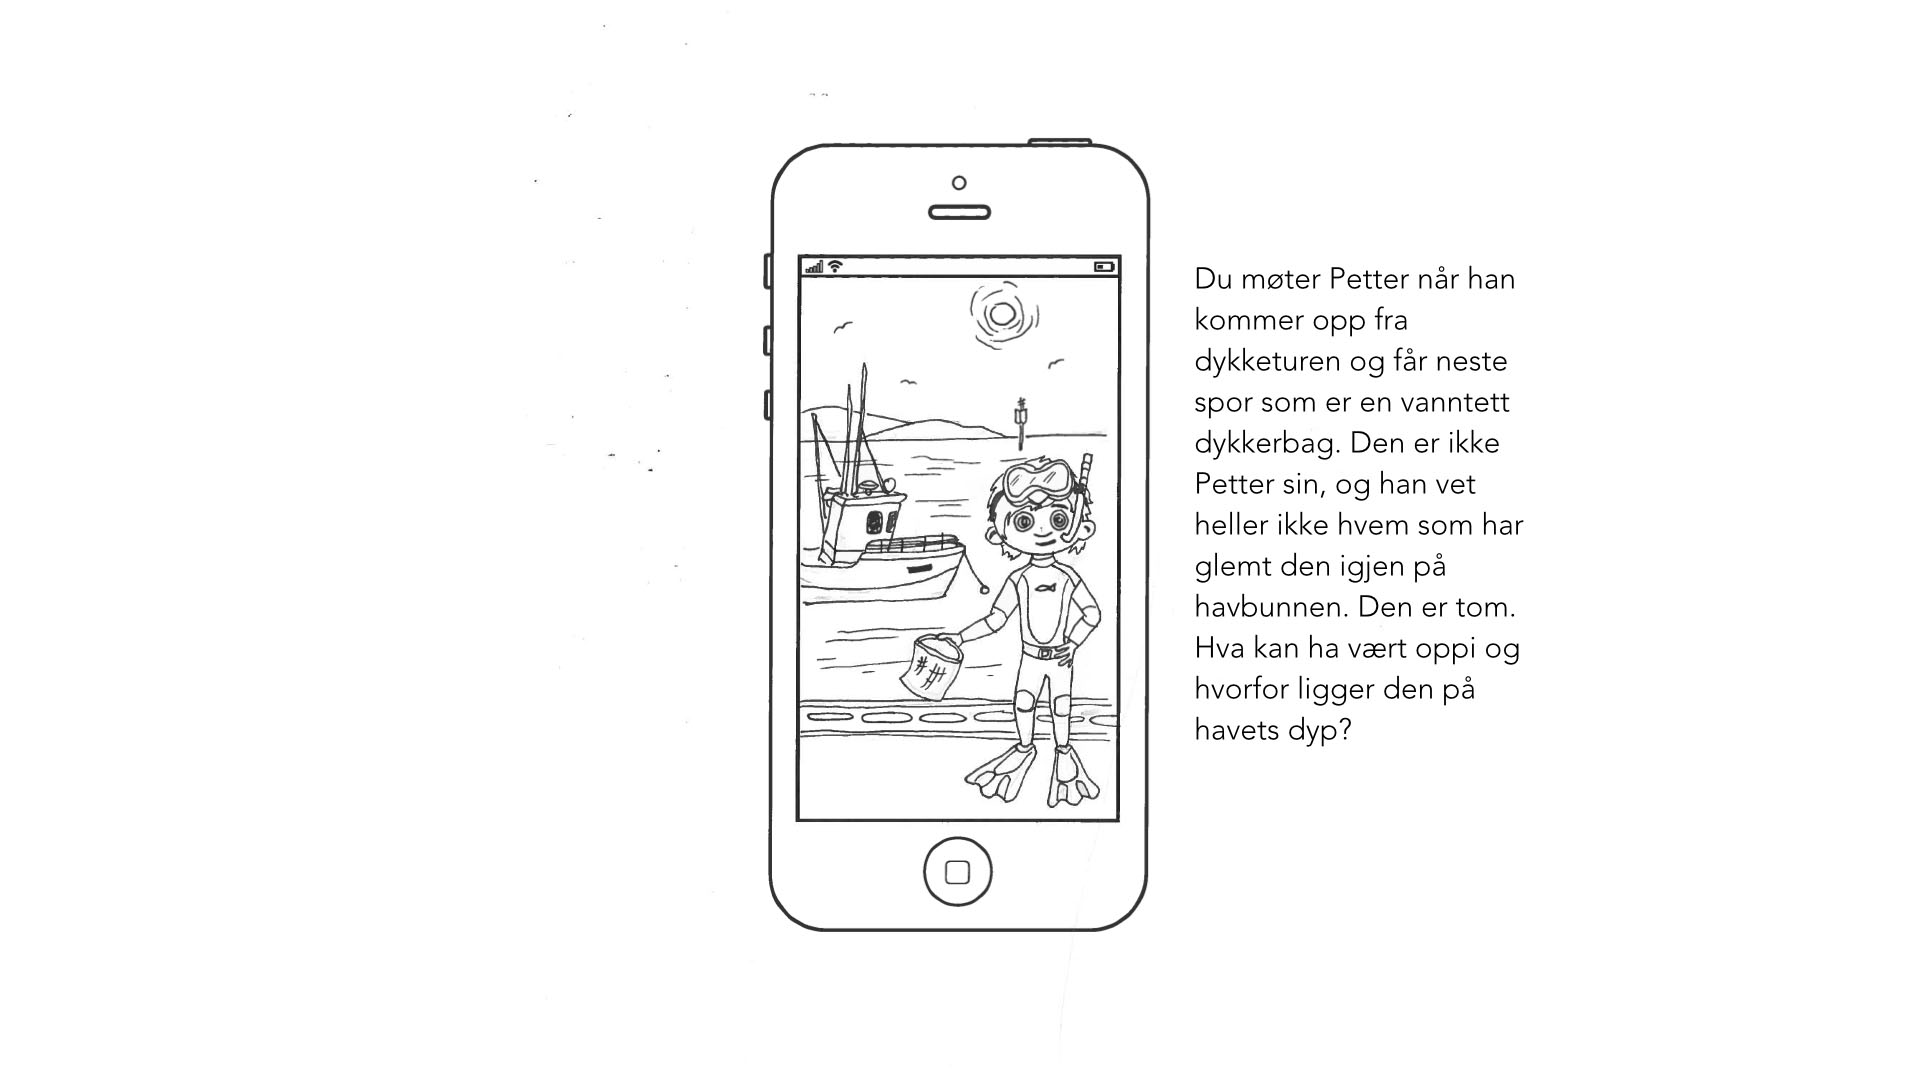 Du møter Petter når han
kommer opp fra
dykketuren og får neste
spor som er en vanntett
dykkerbag. Den er ikke
Petter sin, og han vet
heller ikke hvem som har
glemt den igjen på
havbunnen. Den er tom.
Hva kan ha vært oppi og
hvorfor ligger den på
havets dyp?